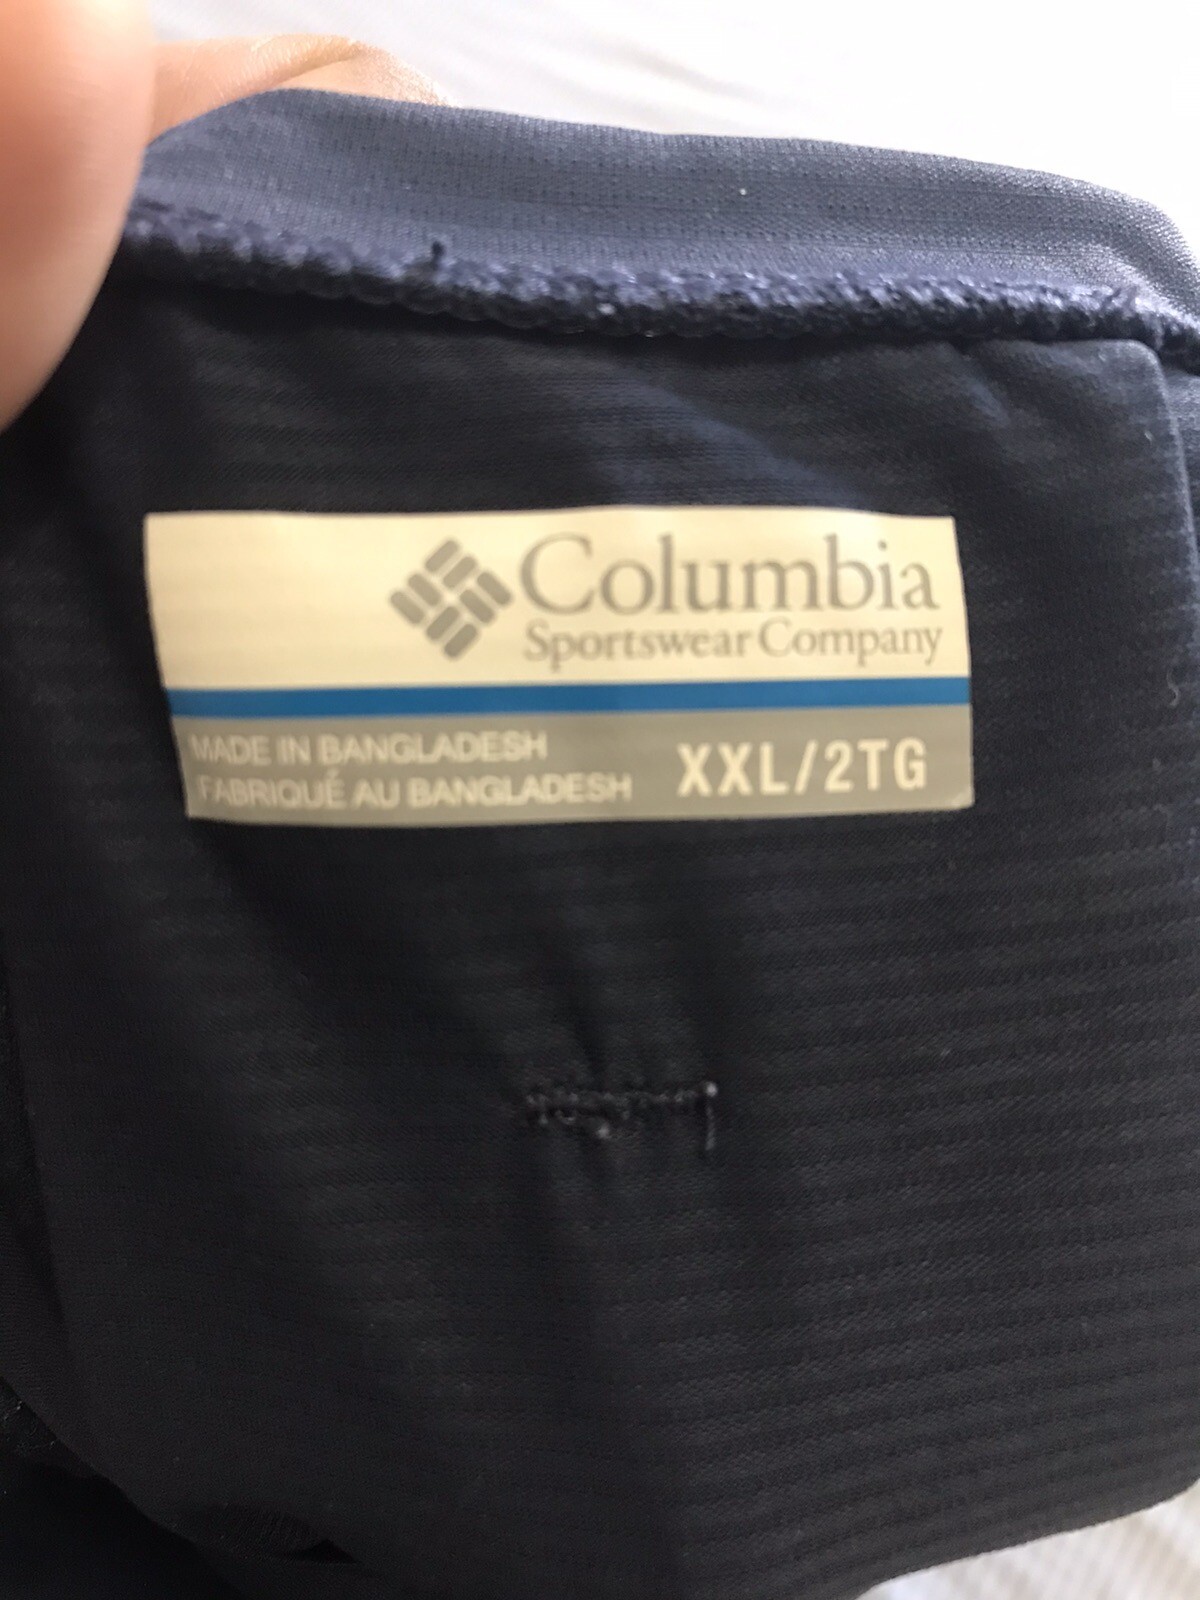 Columbia
Sportswear Company
MADE IN BANGLADESH
FABRIQUÉ AU BANGLADESH
XXL/2TG